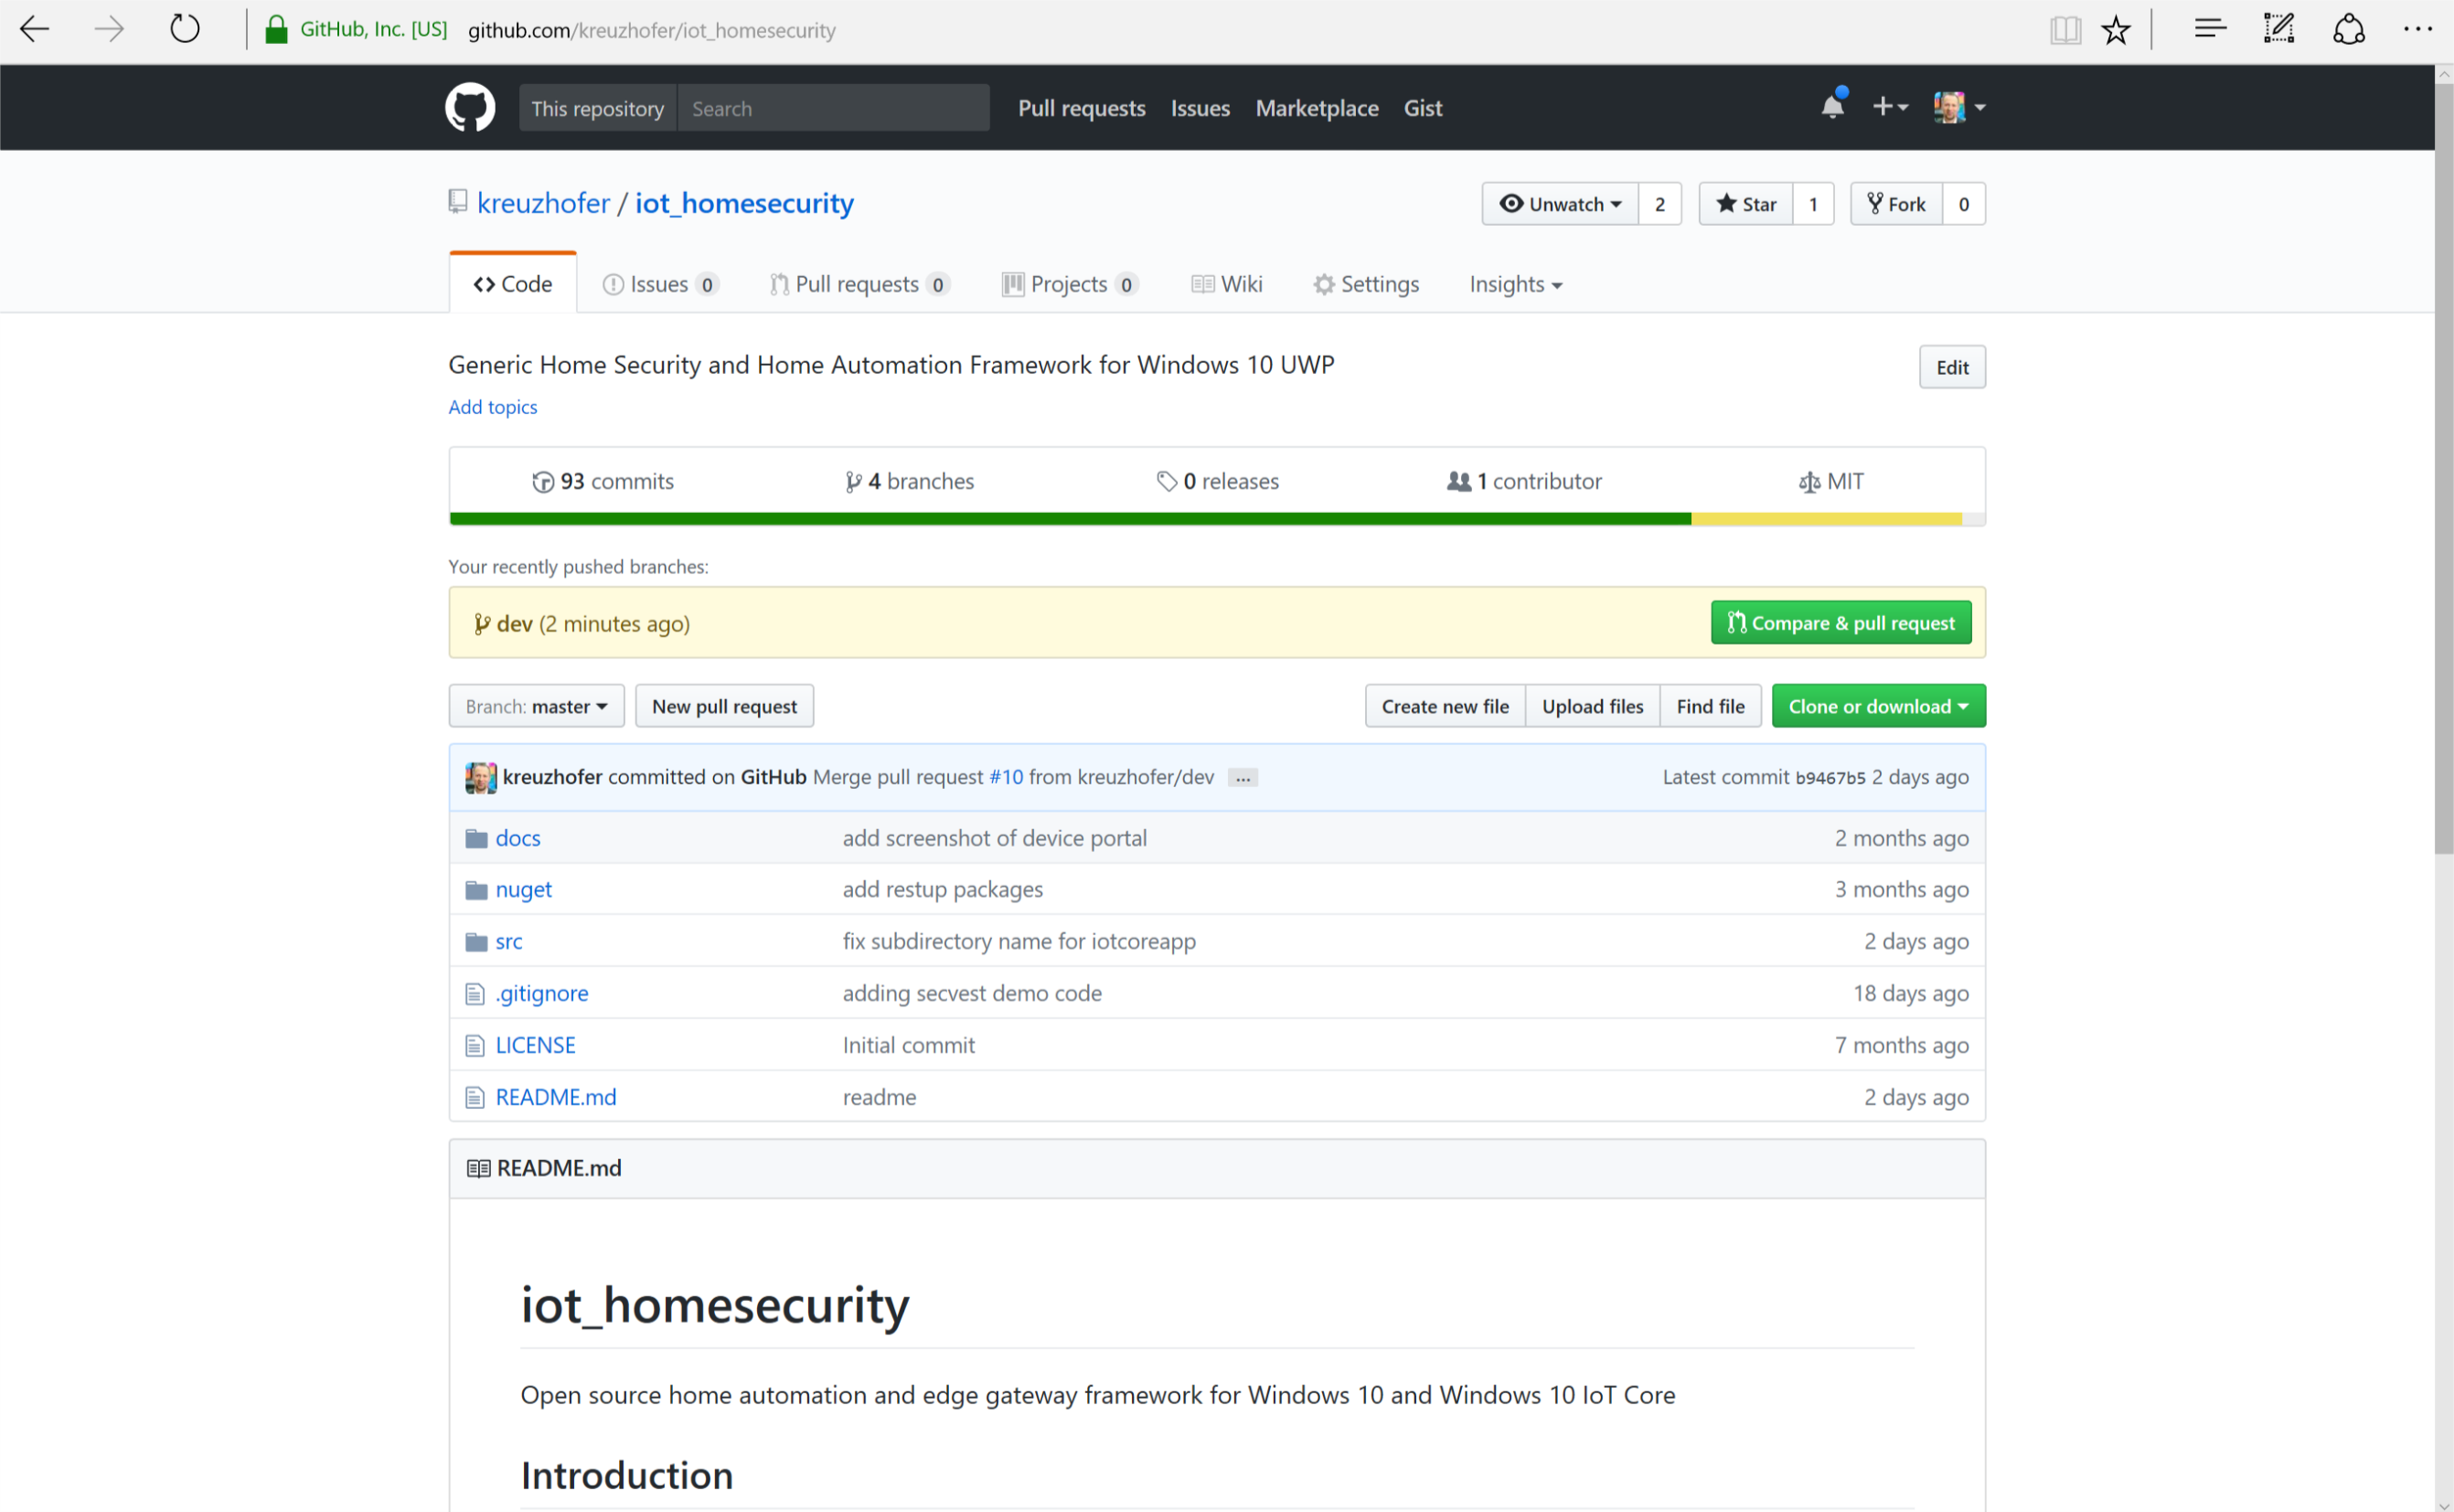 GitHub, Inc. [US] github.com/kreuzhofer/iot_homesecurity
This repository Search Pull requests Issues Marketplace Gist
kreuzhofer / iot_homesecurity Unwatch 2 Star 1 Fork 0
Code Issues 0 Pull requests 0 Projects 0 Wiki Settings Insights
Generic Home Security and Home Automation Framework for Windows 10 UWP Edit
Add topics
93 commits 4 branches 0 releases 1 contributor MIT
Your recently pushed branches:
dev (2 minutes ago) Compare & pull request
Branch: master New pull request Create new file Upload files Find file Clone or download
kreuzhofer committed on GitHub Merge pull request #10 from kreuzhofer/dev ... Latest commit b9467b5 2 days ago
docs add screenshot of device portal 2 months ago
nuget add restup packages 3 months ago
src fix subdirectory name for iotcoreapp 2 days ago
.gitignore adding secvest demo code 18 days ago
LICENSE Initial commit 7 months ago
README.md readme 2 days ago
README.md
iot_homesecurity
Open source home automation and edge gateway framework for Windows 10 and Windows 10 IoT Core
Introduction